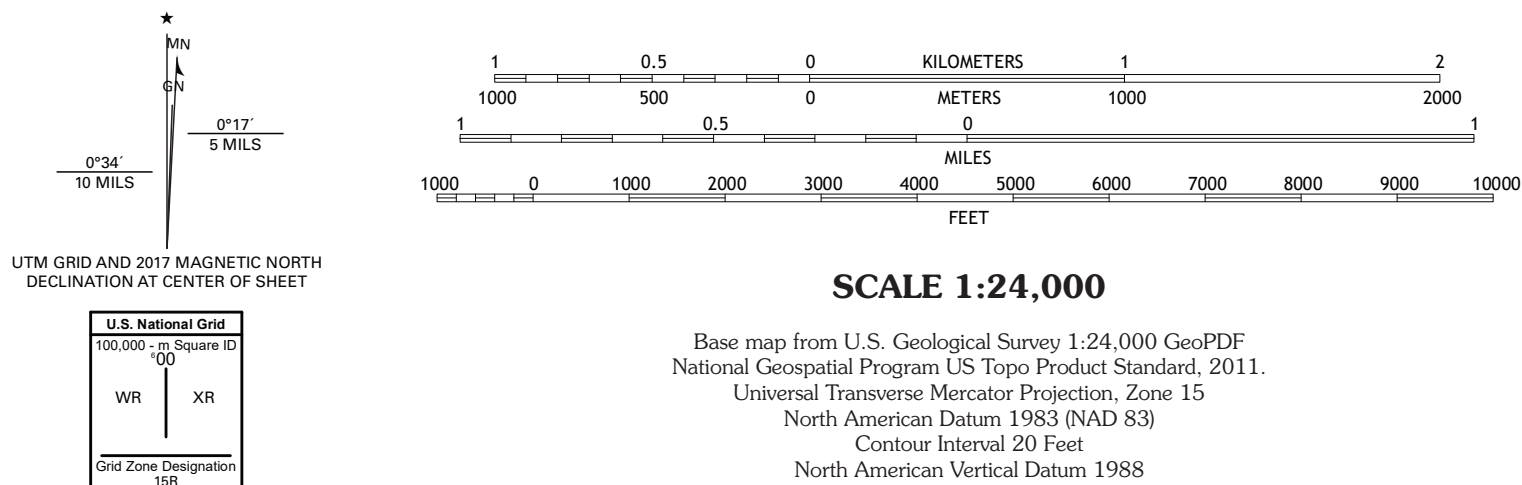 ★
MN
GN
0°17´
5 MILS
0°34´
10 MILS
UTM GRID AND 2017 MAGNETIC NORTH
DECLINATION AT CENTER OF SHEET
U.S. National Grid
100,000 - m Square ID
⁶00
WR XR
Grid Zone Designation
15R
1 0.5 0 KILOMETERS 1 2
1000 500 0 METERS 1000 2000
1 0.5 0 1
MILES
1000 0 1000 2000 3000 4000 5000 6000 7000 8000 9000 10000
FEET
SCALE 1:24,000
Base map from U.S. Geological Survey 1:24,000 GeoPDF
National Geospatial Program US Topo Product Standard, 2011.
Universal Transverse Mercator Projection, Zone 15
North American Datum 1983 (NAD 83)
Contour Interval 20 Feet
North American Vertical Datum 1988